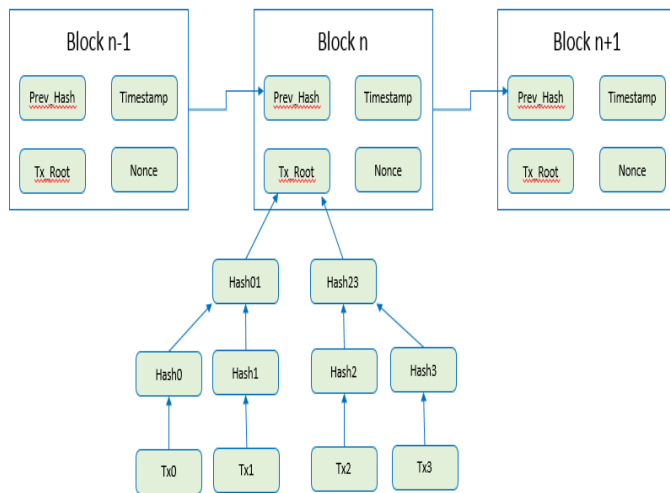 Block n-1
Block n
Block n+1
Prev_Hash
Timestamp
Prev_Hash
Timestamp
Prev_Hash
Timestamp
Tx_Root
Nonce
Tx_Root
Nonce
Tx_Root
Nonce
Hash01
Hash23
Hash0
Hash1
Hash2
Hash3
Tx0
Tx1
Tx2
Tx3